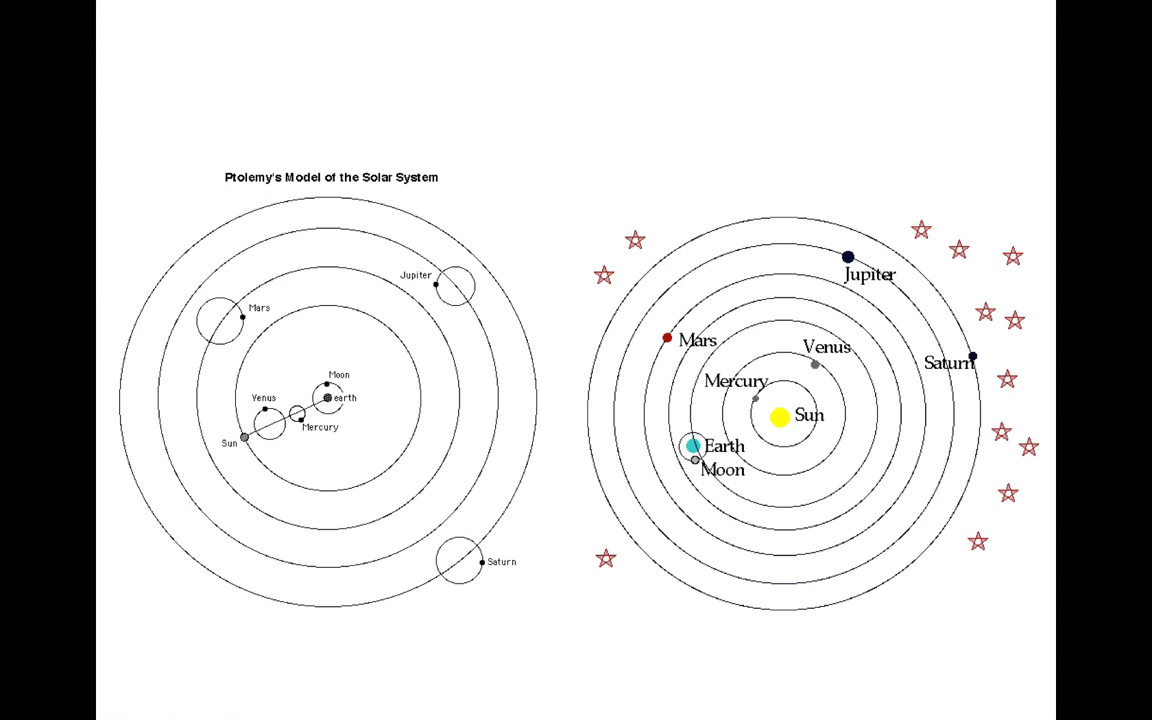 Ptolemy's Model of the Solar System
Jupiter
Mars
Moon
earth
Venus
Mercury
Sun
Saturn
Jupiter
Mars
Venus
Saturn
Mercury
Sun
Earth
Moon